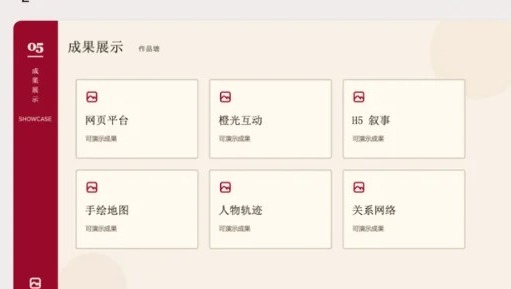 05
成果展示
SHOWCASE
成果展示
作品墙
网页平台
可演示成果
橙光互动
可演示成果
H5 叙事
可演示成果
手绘地图
可演示成果
人物轨迹
可演示成果
关系网络
可演示成果